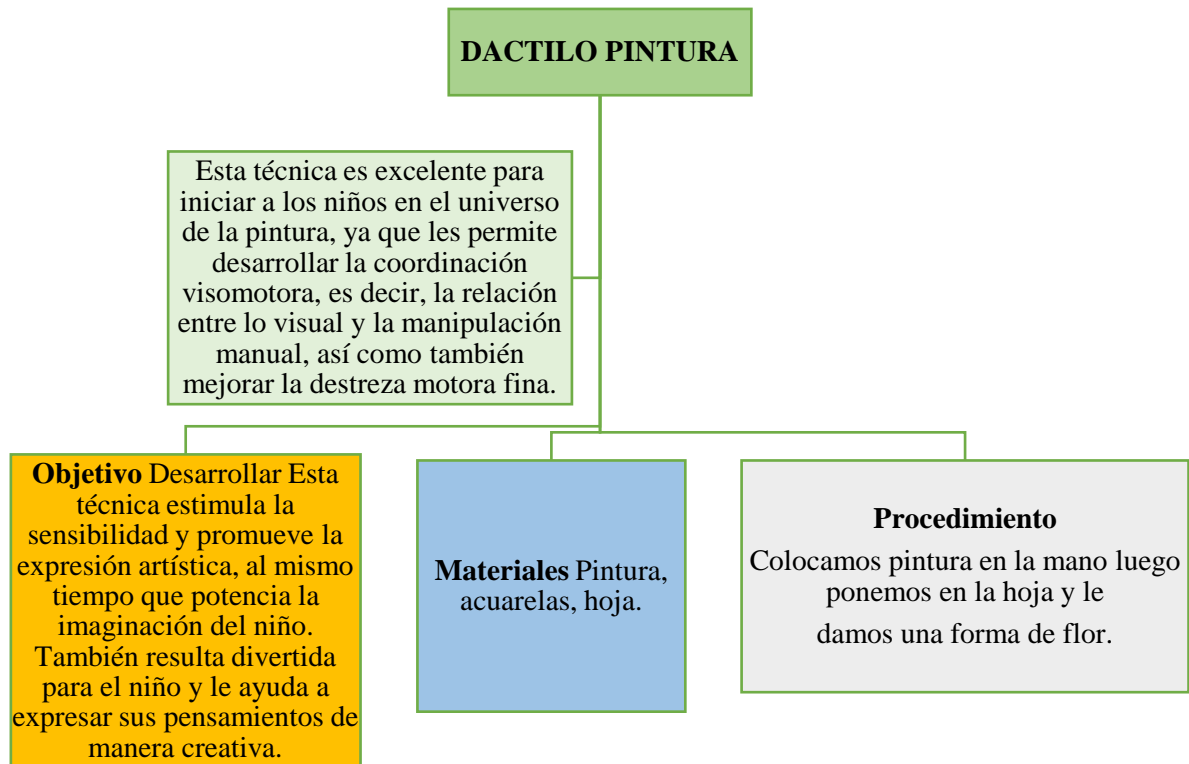 DACTILO PINTURA
Esta técnica es excelente para
iniciar a los niños en el universo
de la pintura, ya que les permite
desarrollar la coordinación
visomotora, es decir, la relación
entre lo visual y la manipulación
manual, así como también
mejorar la destreza motora fina.
Objetivo Desarrollar Esta
técnica estimula la
sensibilidad y promueve la
expresión artística, al mismo
tiempo que potencia la
imaginación del niño.
También resulta divertida
para el niño y le ayuda a
expresar sus pensamientos de
manera creativa.
Materiales Pintura,
acuarelas, hoja.
Procedimiento
Colocamos pintura en la mano luego
ponemos en la hoja y le
damos una forma de flor.